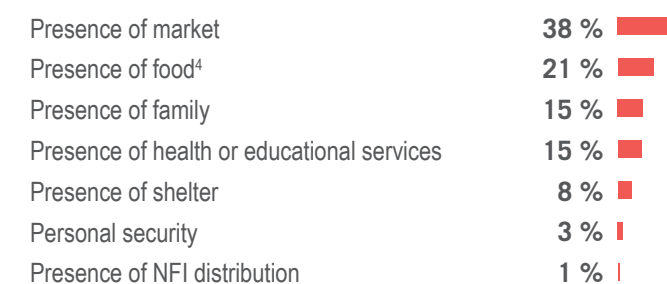 Presence of market 38 %
Presence of food⁴ 21 %
Presence of family 15 %
Presence of health or educational services 15 %
Presence of shelter 8 %
Personal security 3 %
Presence of NFI distribution 1 %